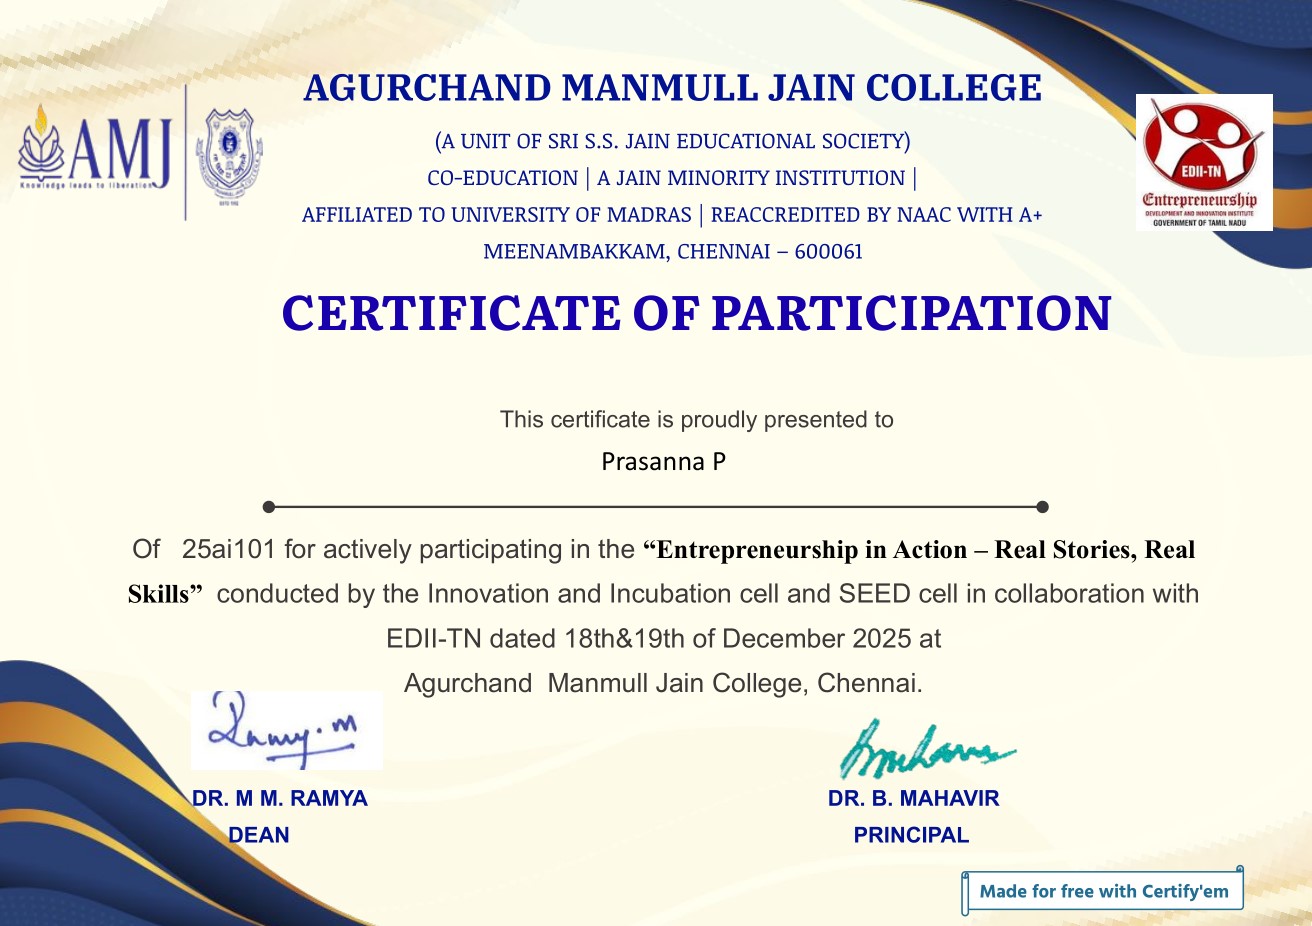 AGURCHAND MANMULL JAIN COLLEGE
(A UNIT OF SRI S.S. JAIN EDUCATIONAL SOCIETY)
CO-EDUCATION | A JAIN MINORITY INSTITUTION |
AFFILIATED TO UNIVERSITY OF MADRAS | REACCREDITED BY NAAC WITH A+
MEENAMBAKKAM, CHENNAI – 600061
AMJ
Knowledge leads to liberation
EDII-TN
Entrepreneurship
DEVELOPMENT AND INNOVATION INSTITUTE
GOVERNMENT OF TAMIL NADU
CERTIFICATE OF PARTICIPATION
This certificate is proudly presented to
Prasanna P
Of 25ai101 for actively participating in the “Entrepreneurship in Action – Real Stories, Real
Skills” conducted by the Innovation and Incubation cell and SEED cell in collaboration with
EDII-TN dated 18th&19th of December 2025 at
Agurchand Manmull Jain College, Chennai.
Ramy.m
DR. M M. RAMYA
DEAN
DR. B. MAHAVIR
PRINCIPAL
Made for free with Certify'em